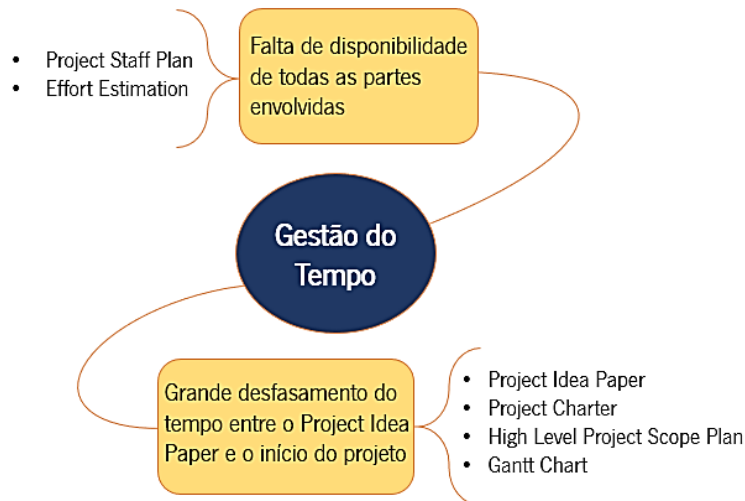 • Project Staff Plan
• Effort Estimation
Falta de disponibilidade
de todas as partes
envolvidas
Gestão do
Tempo
Grande desfasamento do
tempo entre o Project Idea
Paper e o início do projeto
• Project Idea Paper
• Project Charter
• High Level Project Scope Plan
• Gantt Chart